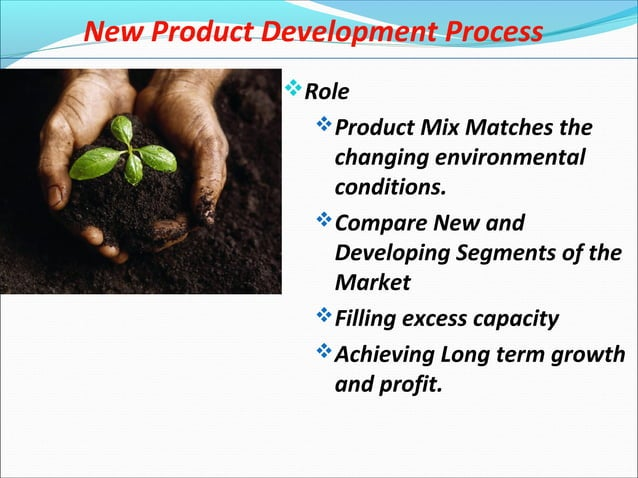 New Product Development Process
Role
Product Mix Matches the
changing environmental
conditions.
Compare New and
Developing Segments of the
Market
Filling excess capacity
Achieving Long term growth
and profit.